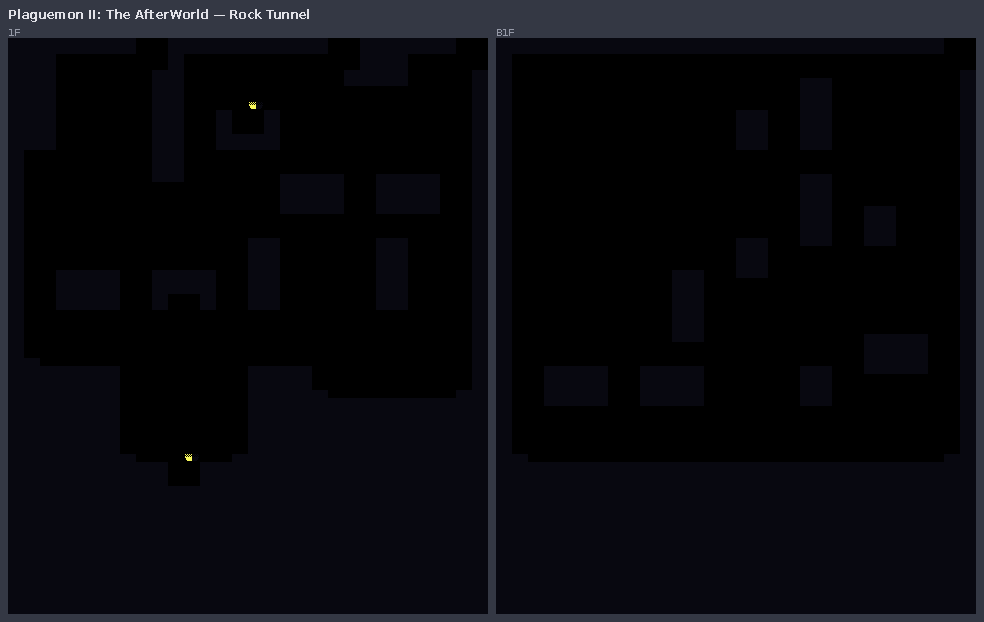 Plaguemon II: The AfterWorld — Rock Tunnel
1F
B1F